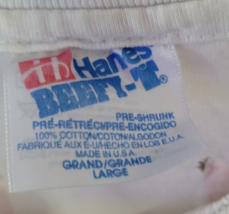 Hanes
BEEFY-T®
PRE-SHRUNK
PRÉ-RÉTRÉCI/PRE-ENCOGIDO
100% COTTON/COTON/ALGODON
FABRIQUE AUX E-U/HECHO EN LOS E.U.A.
MADE IN U.S.A.
GRAND/GRANDE
LARGE